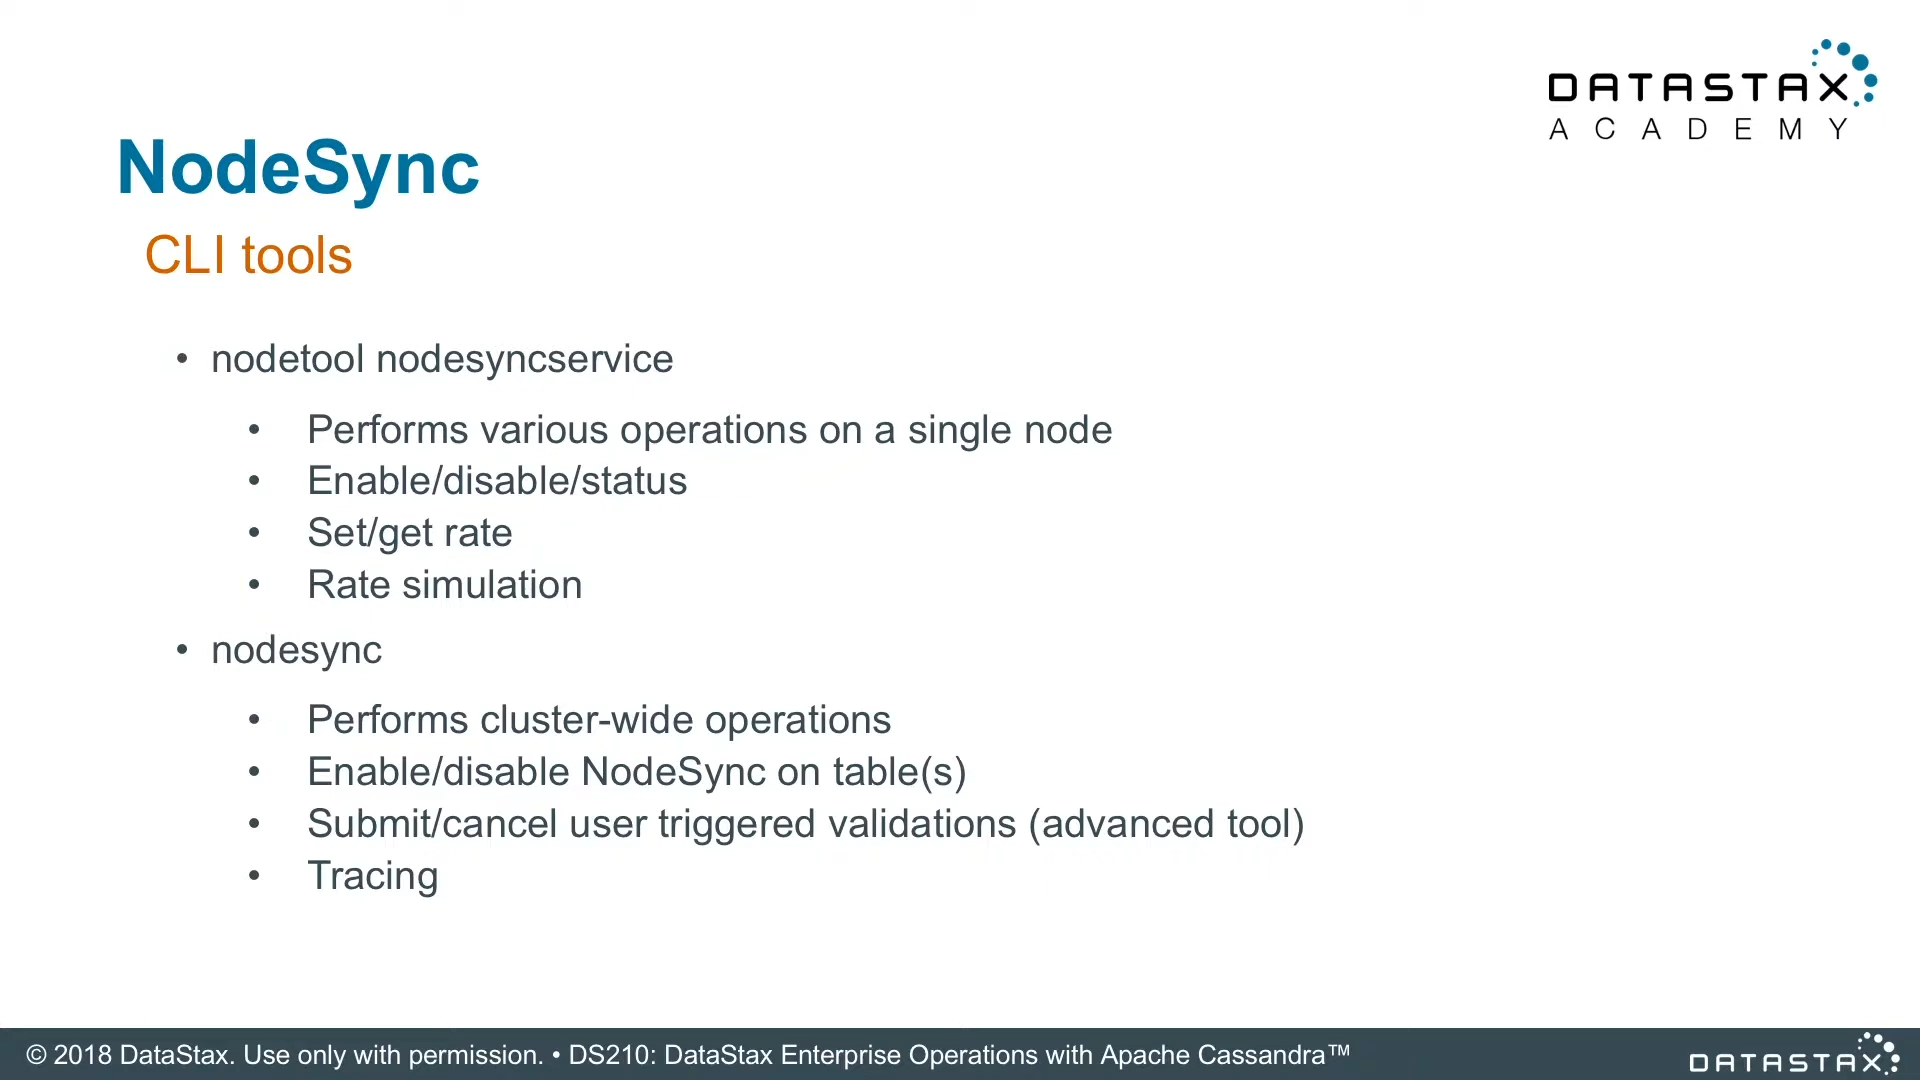 DATASTAX
ACADEMY
NodeSync
CLI tools
• nodetool nodesyncservice
• Performs various operations on a single node
• Enable/disable/status
• Set/get rate
• Rate simulation
• nodesync
• Performs cluster-wide operations
• Enable/disable NodeSync on table(s)
• Submit/cancel user triggered validations (advanced tool)
• Tracing
© 2018 DataStax. Use only with permission. • DS210: DataStax Enterprise Operations with Apache Cassandra™
DATASTAX